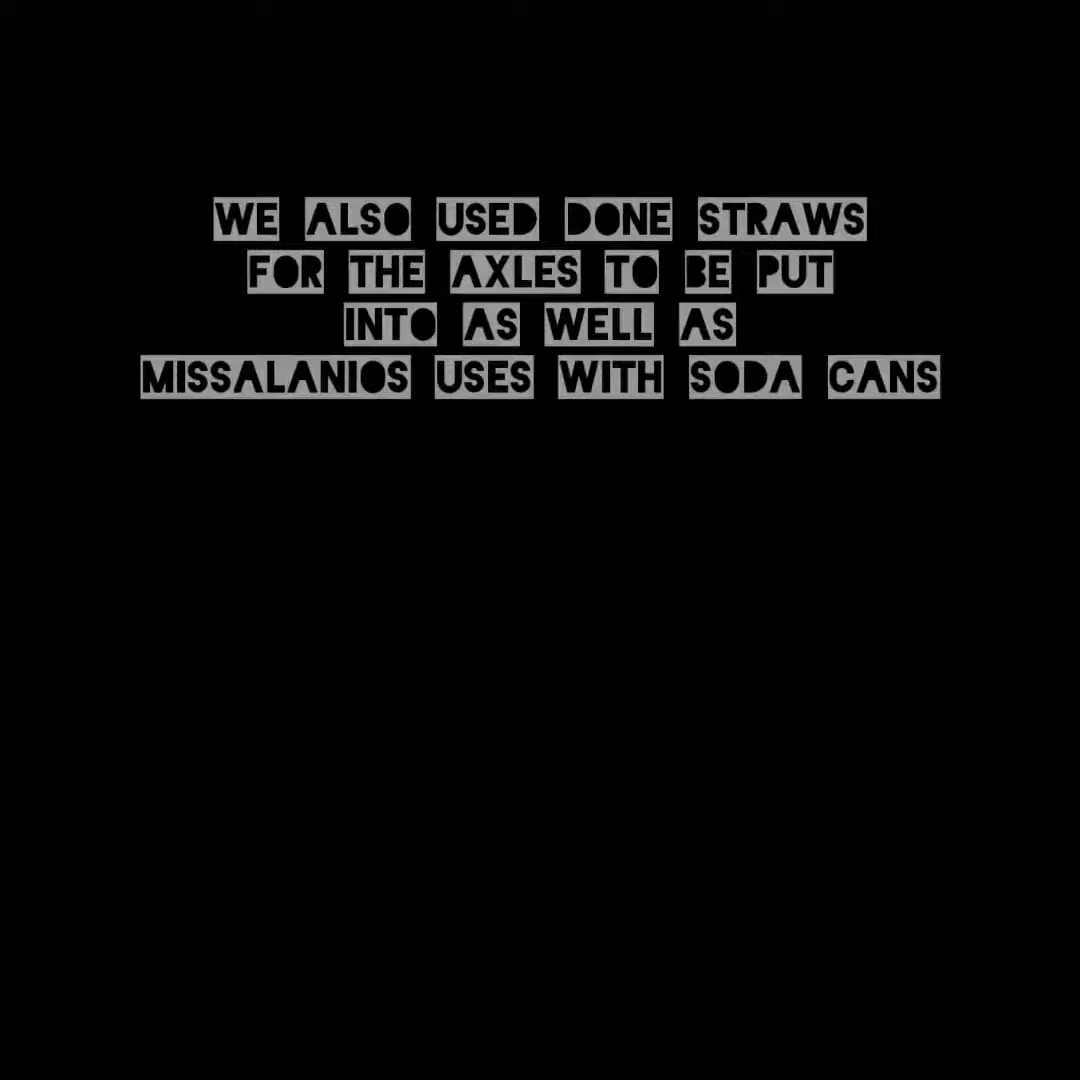 WE ALSO USED DONE STRAWS
FOR THE AXLES TO BE PUT
INTO AS WELL AS
MISSALANIOS USES WITH SODA CANS